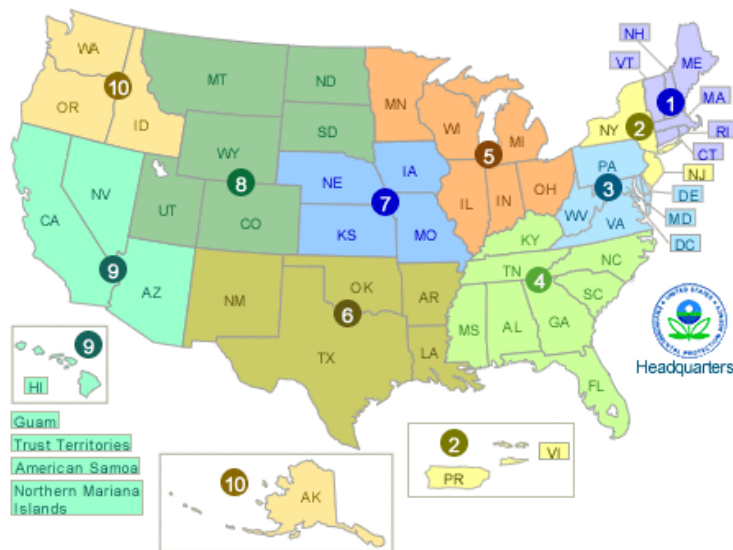 NH
VT
ME
WA
MT
ND
MN
10
1
MA
OR
ID
WI
MI
NY
2
RI
SD
CT
WY
5
PA
NJ
IA
8
NE
3
DE
NV
IL
IN
OH
CA
UT
CO
7
WV
VA
MD
KS
MO
KY
DC
9
NC
TN
AZ
4
OK
AR
SC
NM
6
MS
AL
GA
TX
LA
Headquarters
9
HI
FL
Guam
Trust Territories
American Samoa
Northern Mariana
Islands
2
VI
PR
10
AK